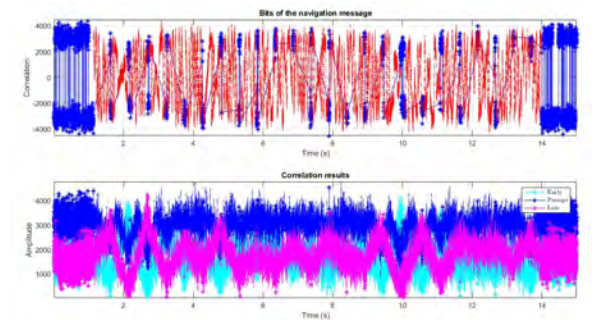 Bits of the navigation message
4000
2000
0
-2000
-4000
Correlation
2 4 6 8 10 12 14
Time (s)
Correlation results
Early
Prompt
Late
4000
3000
2000
1000
Amplitude
2 4 6 8 10 12 14
Time (s)